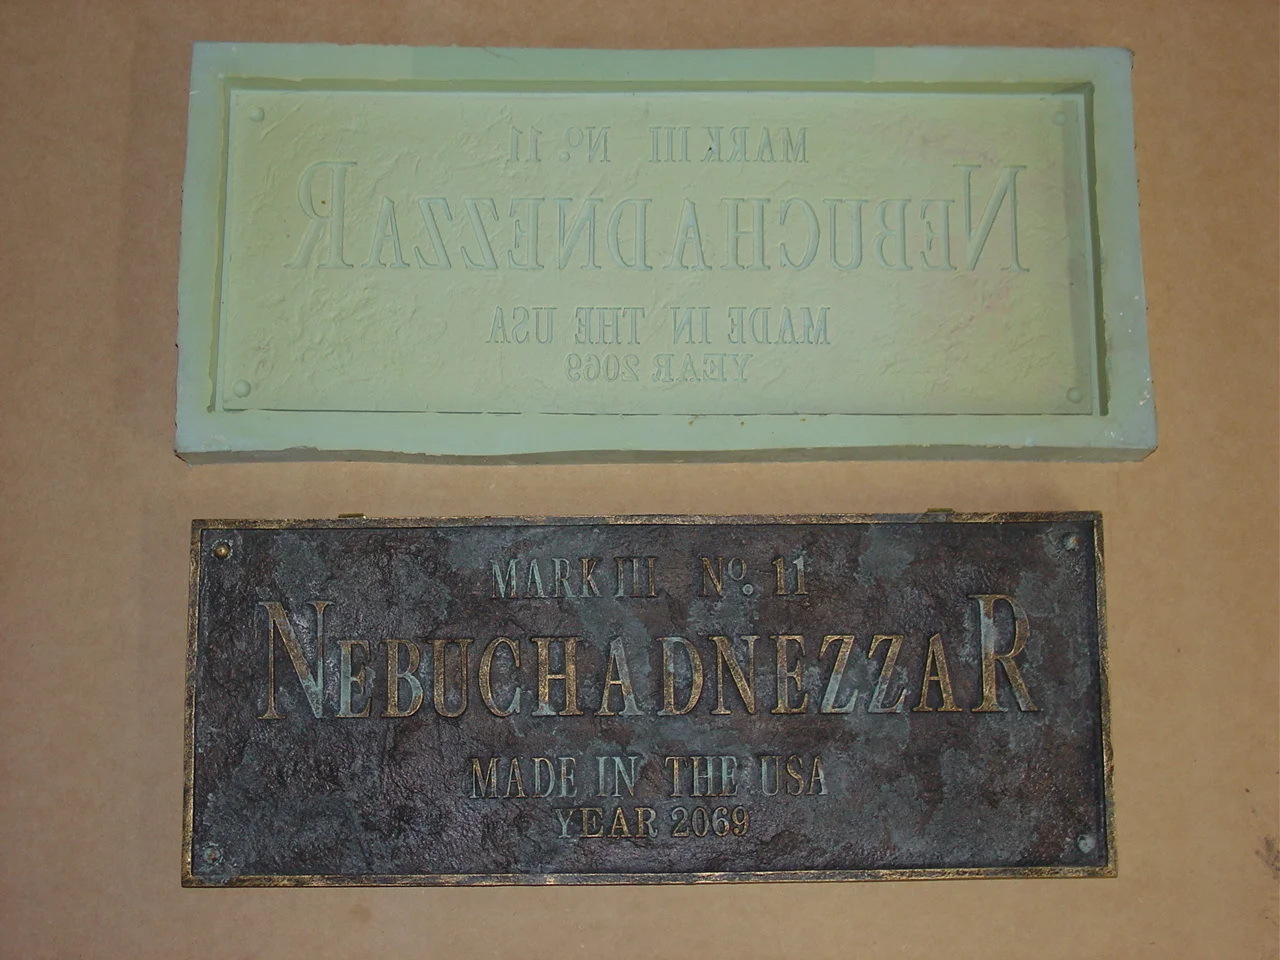 MARK III Nº. 11
NEBUCHADNEZZAR
MADE IN THE USA
YEAR 2069
MARK III Nº. 11
NEBUCHADNEZZAR
MADE IN THE USA
YEAR 2069